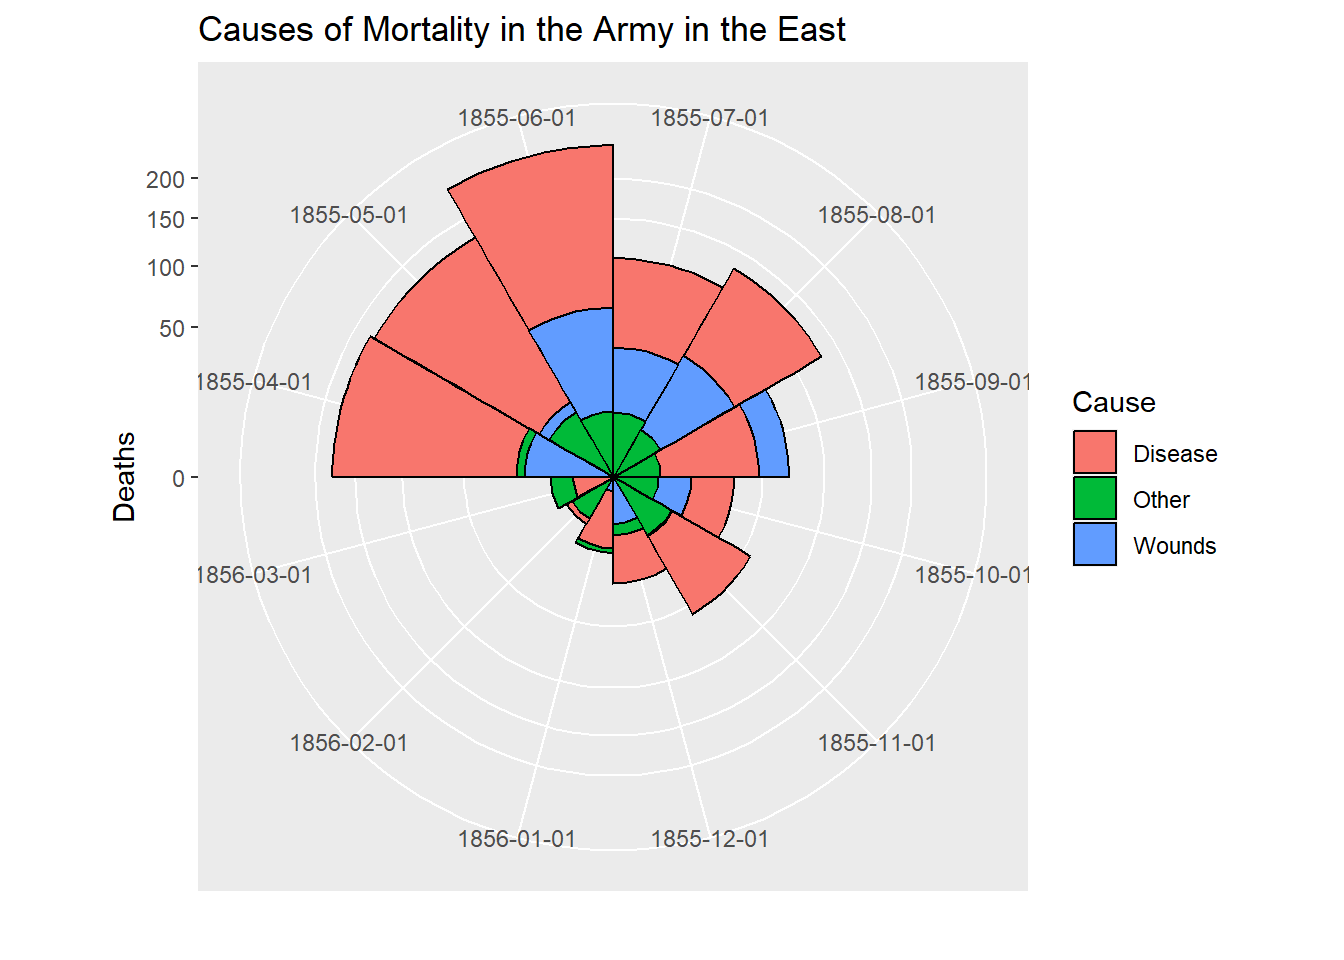 Causes of Mortality in the Army in the East
1855-06-01
1855-07-01
200
1855-05-01
1855-08-01
150
100
50
1855-04-01
1855-09-01
Cause
Disease
Deaths
0
Other
Wounds
1856-03-01
1855-10-01
1856-02-01
1855-11-01
1856-01-01
1855-12-01